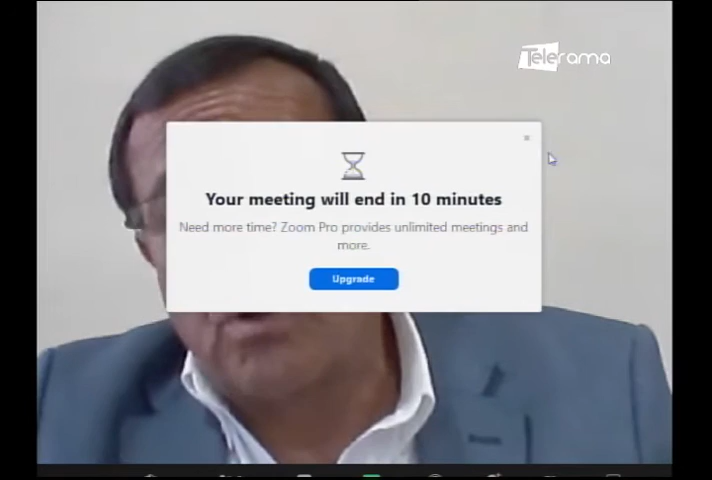 Telerama
Your meeting will end in 10 minutes
Need more time? Zoom Pro provides unlimited meetings and
more.
Upgrade